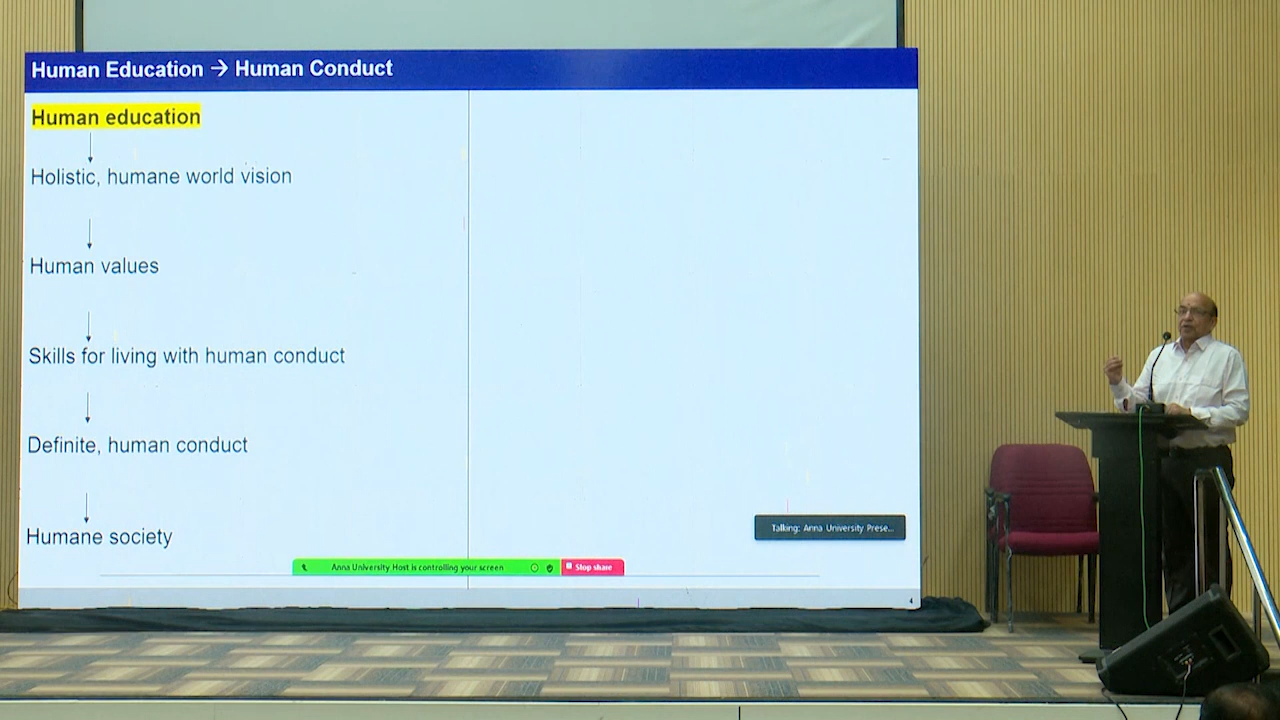 Human Education → Human Conduct
Human education
Holistic, humane world vision
Human values
Skills for living with human conduct
Definite, human conduct
Humane society
Talking: Anna University Prese...
Anna University Host is controlling your screen
Stop share
4